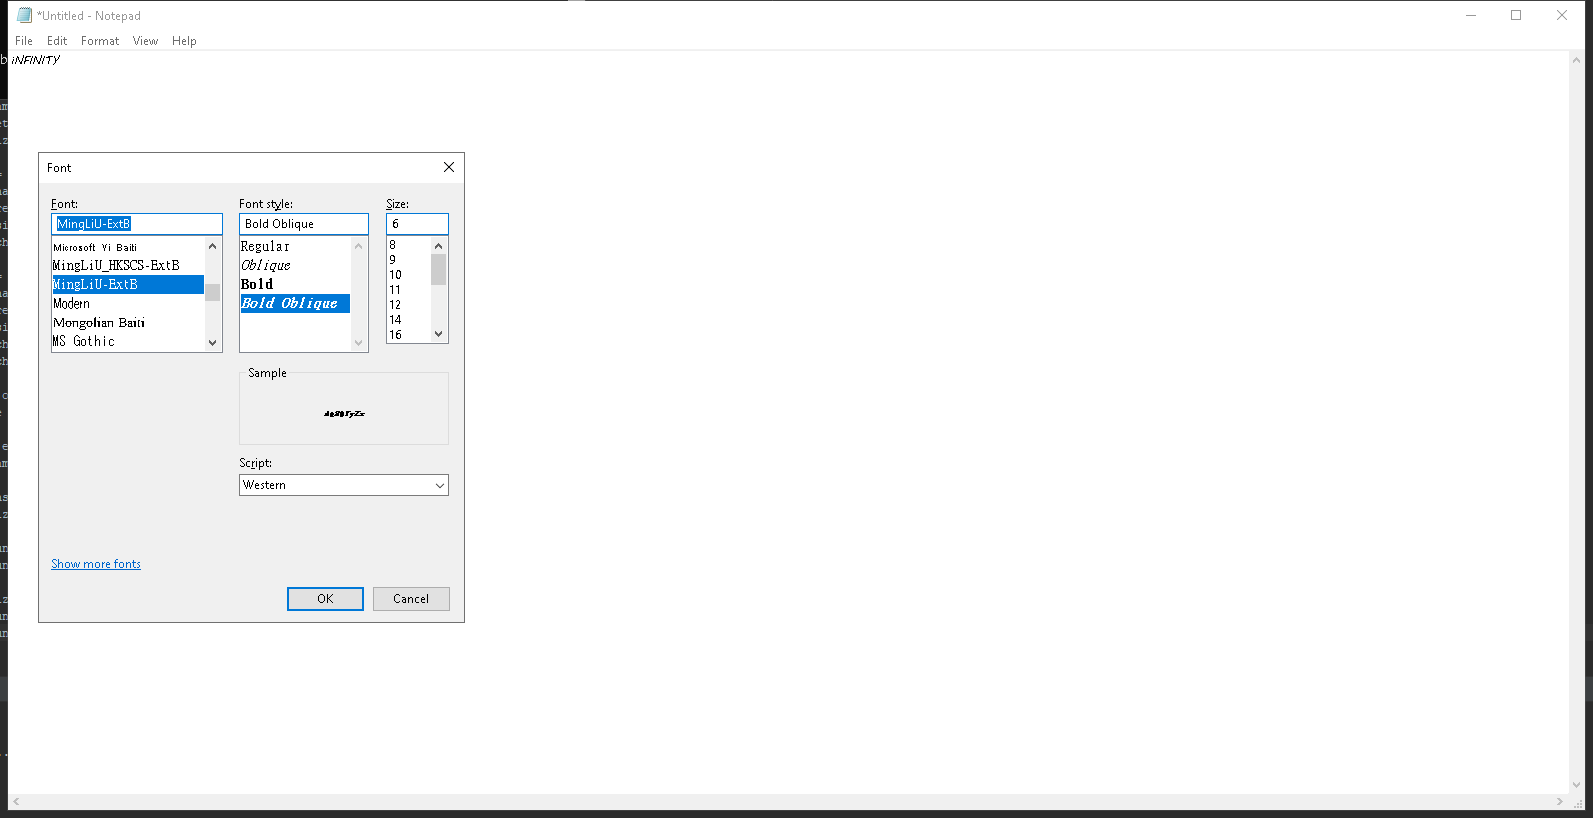 *Untitled - Notepad
File Edit Format View Help
iNFINITY
Font
Font: Font style: Size:
MingLiU-ExtB Bold Oblique 6
Microsoft Yi Baiti Regular 8
MingLiU_HKSCS-ExtB Oblique 9
MingLiU-ExtB Bold 10
Modern Bold Oblique 11
Mongolian Baiti 12
MS Gothic 14
16
Sample
AaBbYyZz
Script:
Western
Show more fonts
OK Cancel